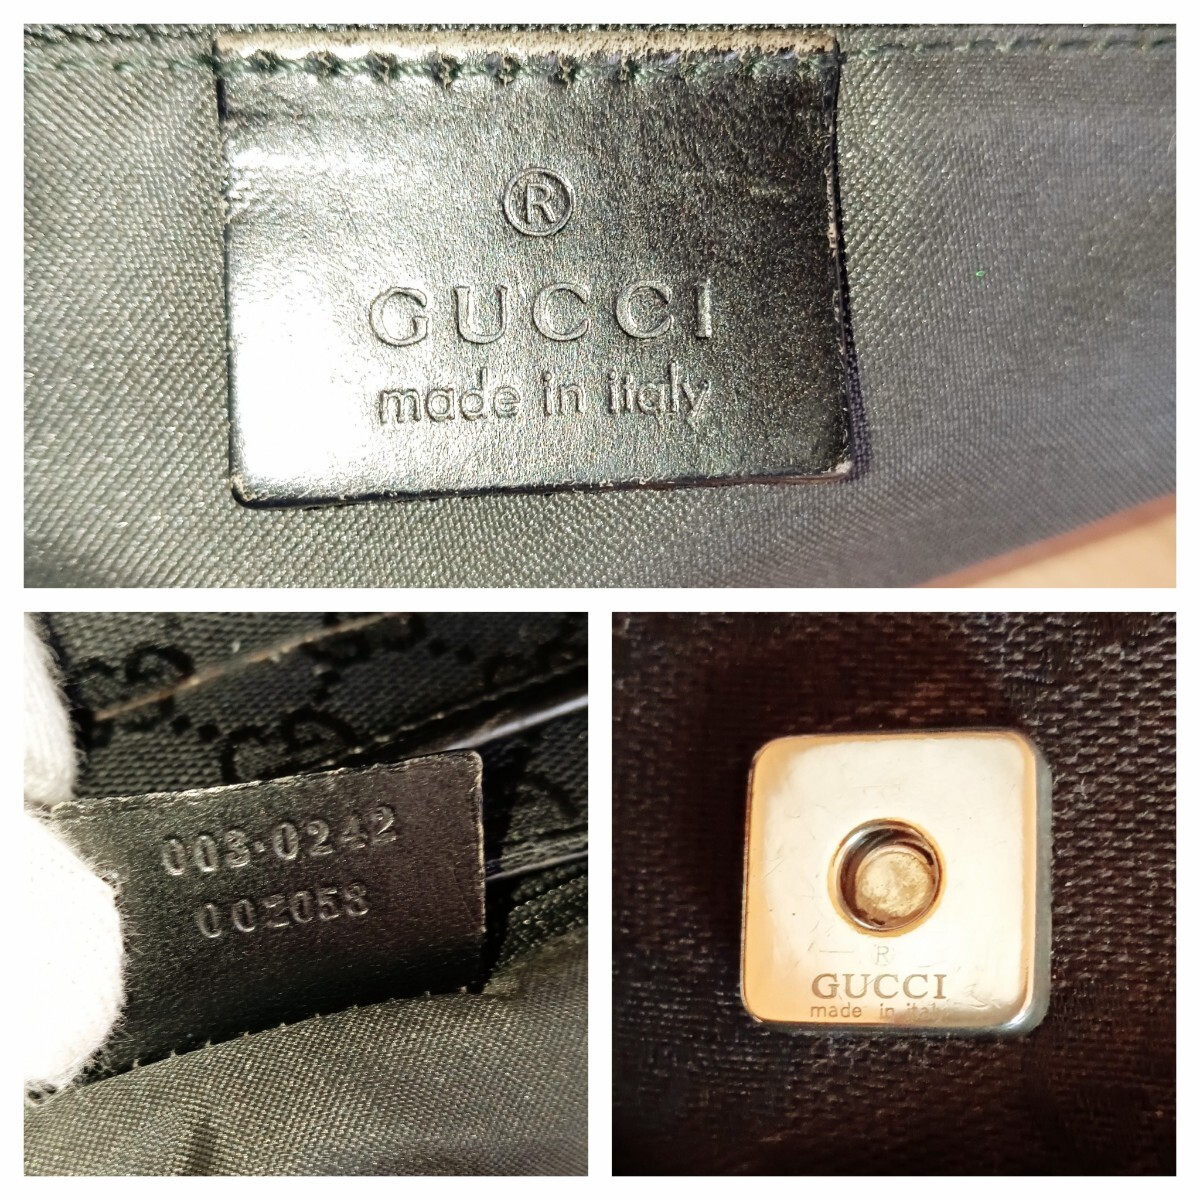 ®
GUCCI
made in italy
003·0242
002058
R
GUCCI
made in italy